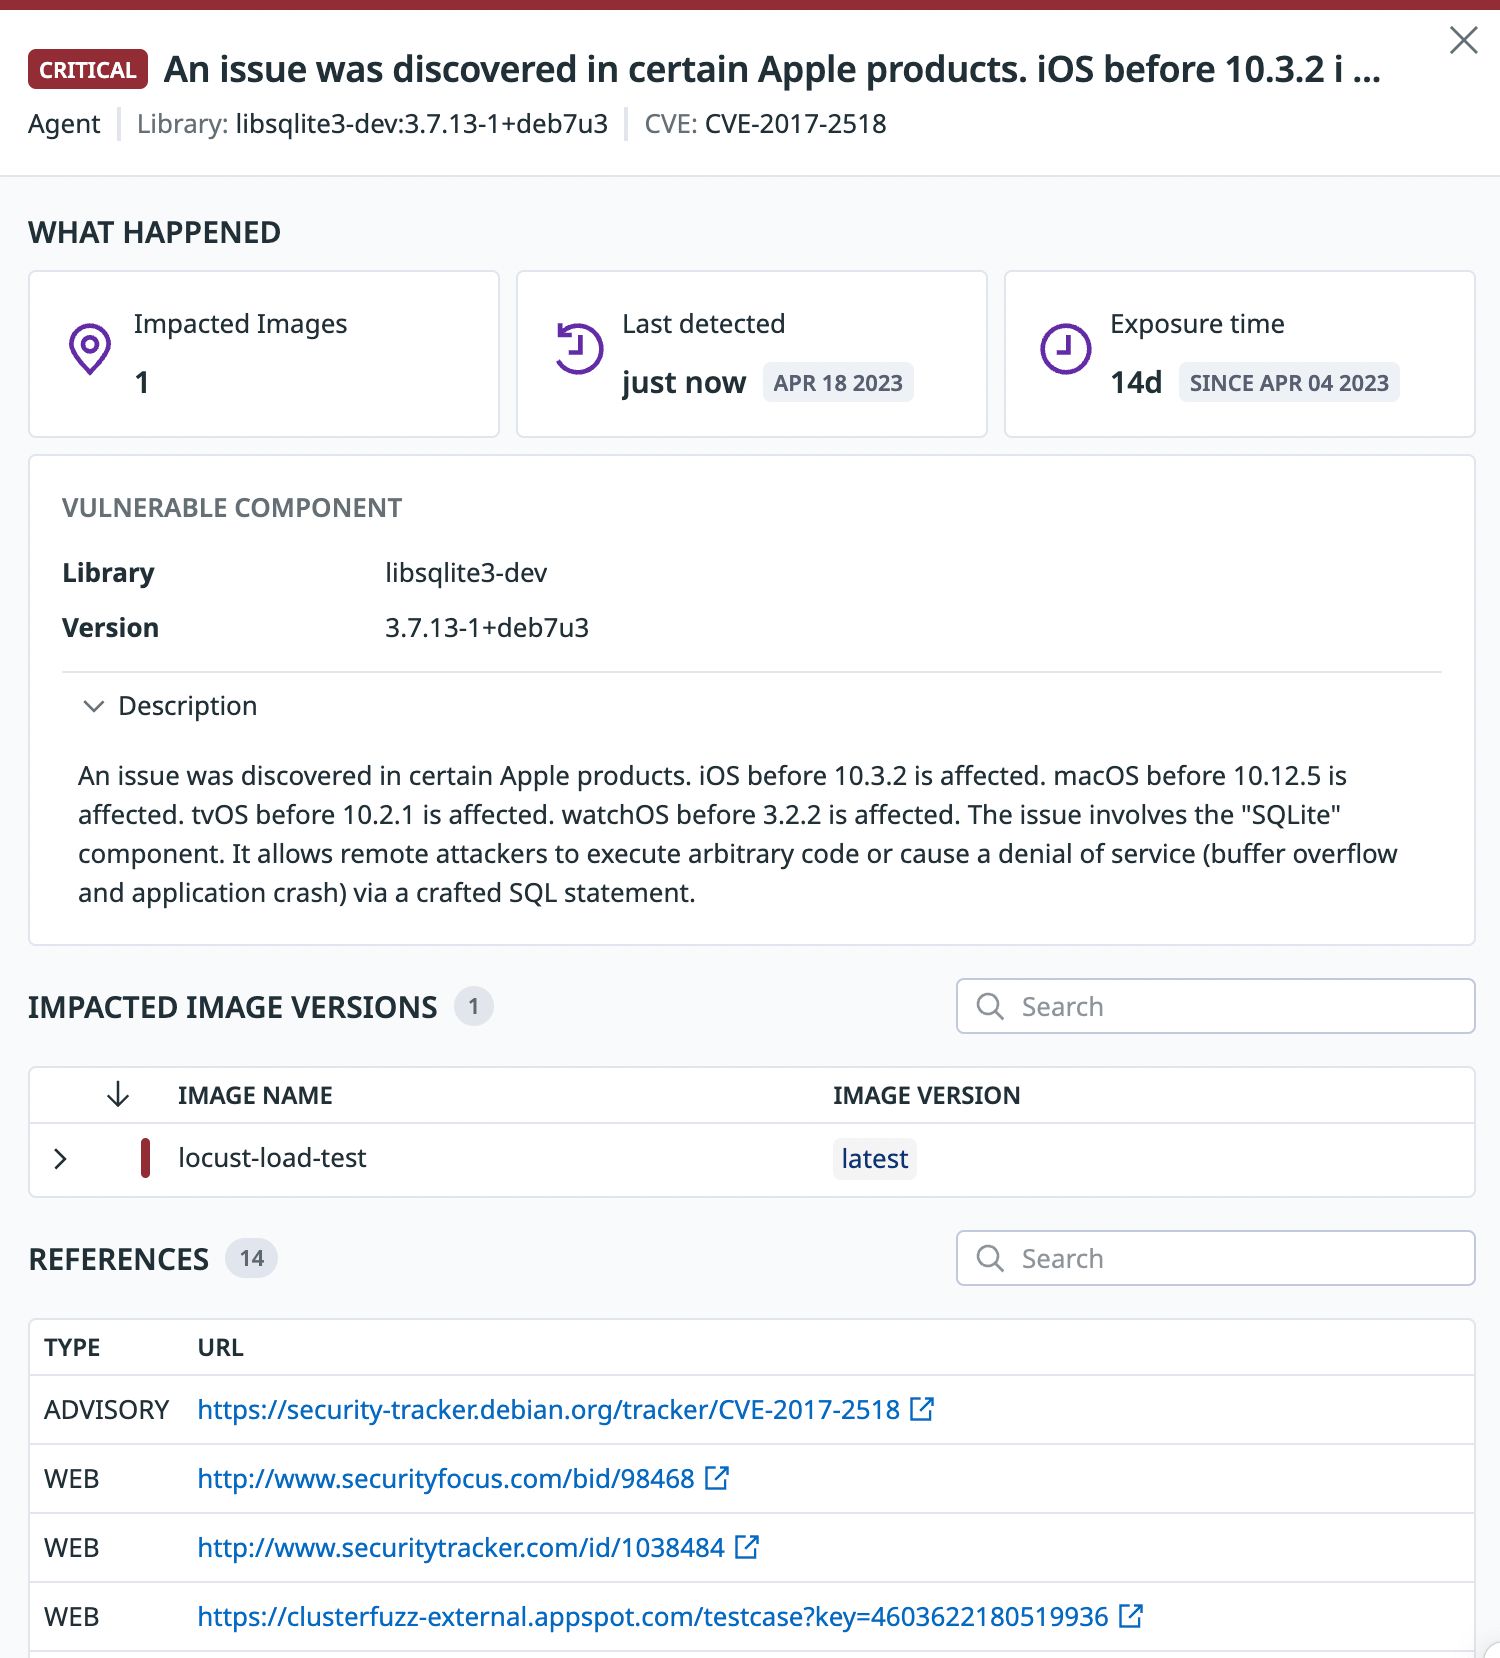 CRITICAL An issue was discovered in certain Apple products. iOS before 10.3.2 i ...
Agent Library: libsqlite3-dev:3.7.13-1+deb7u3 CVE: CVE-2017-2518
WHAT HAPPENED
Impacted Images
1
Last detected
just now APR 18 2023
Exposure time
14d SINCE APR 04 2023
VULNERABLE COMPONENT
Library libsqlite3-dev
Version 3.7.13-1+deb7u3
Description
An issue was discovered in certain Apple products. iOS before 10.3.2 is affected. macOS before 10.12.5 is
affected. tvOS before 10.2.1 is affected. watchOS before 3.2.2 is affected. The issue involves the "SQLite"
component. It allows remote attackers to execute arbitrary code or cause a denial of service (buffer overflow
and application crash) via a crafted SQL statement.
IMPACTED IMAGE VERSIONS 1 Search
IMAGE NAME IMAGE VERSION
locust-load-test latest
REFERENCES 14 Search
TYPE URL
ADVISORY https://security-tracker.debian.org/tracker/CVE-2017-2518
WEB http://www.securityfocus.com/bid/98468
WEB http://www.securitytracker.com/id/1038484
WEB https://clusterfuzz-external.appspot.com/testcase?key=4603622180519936